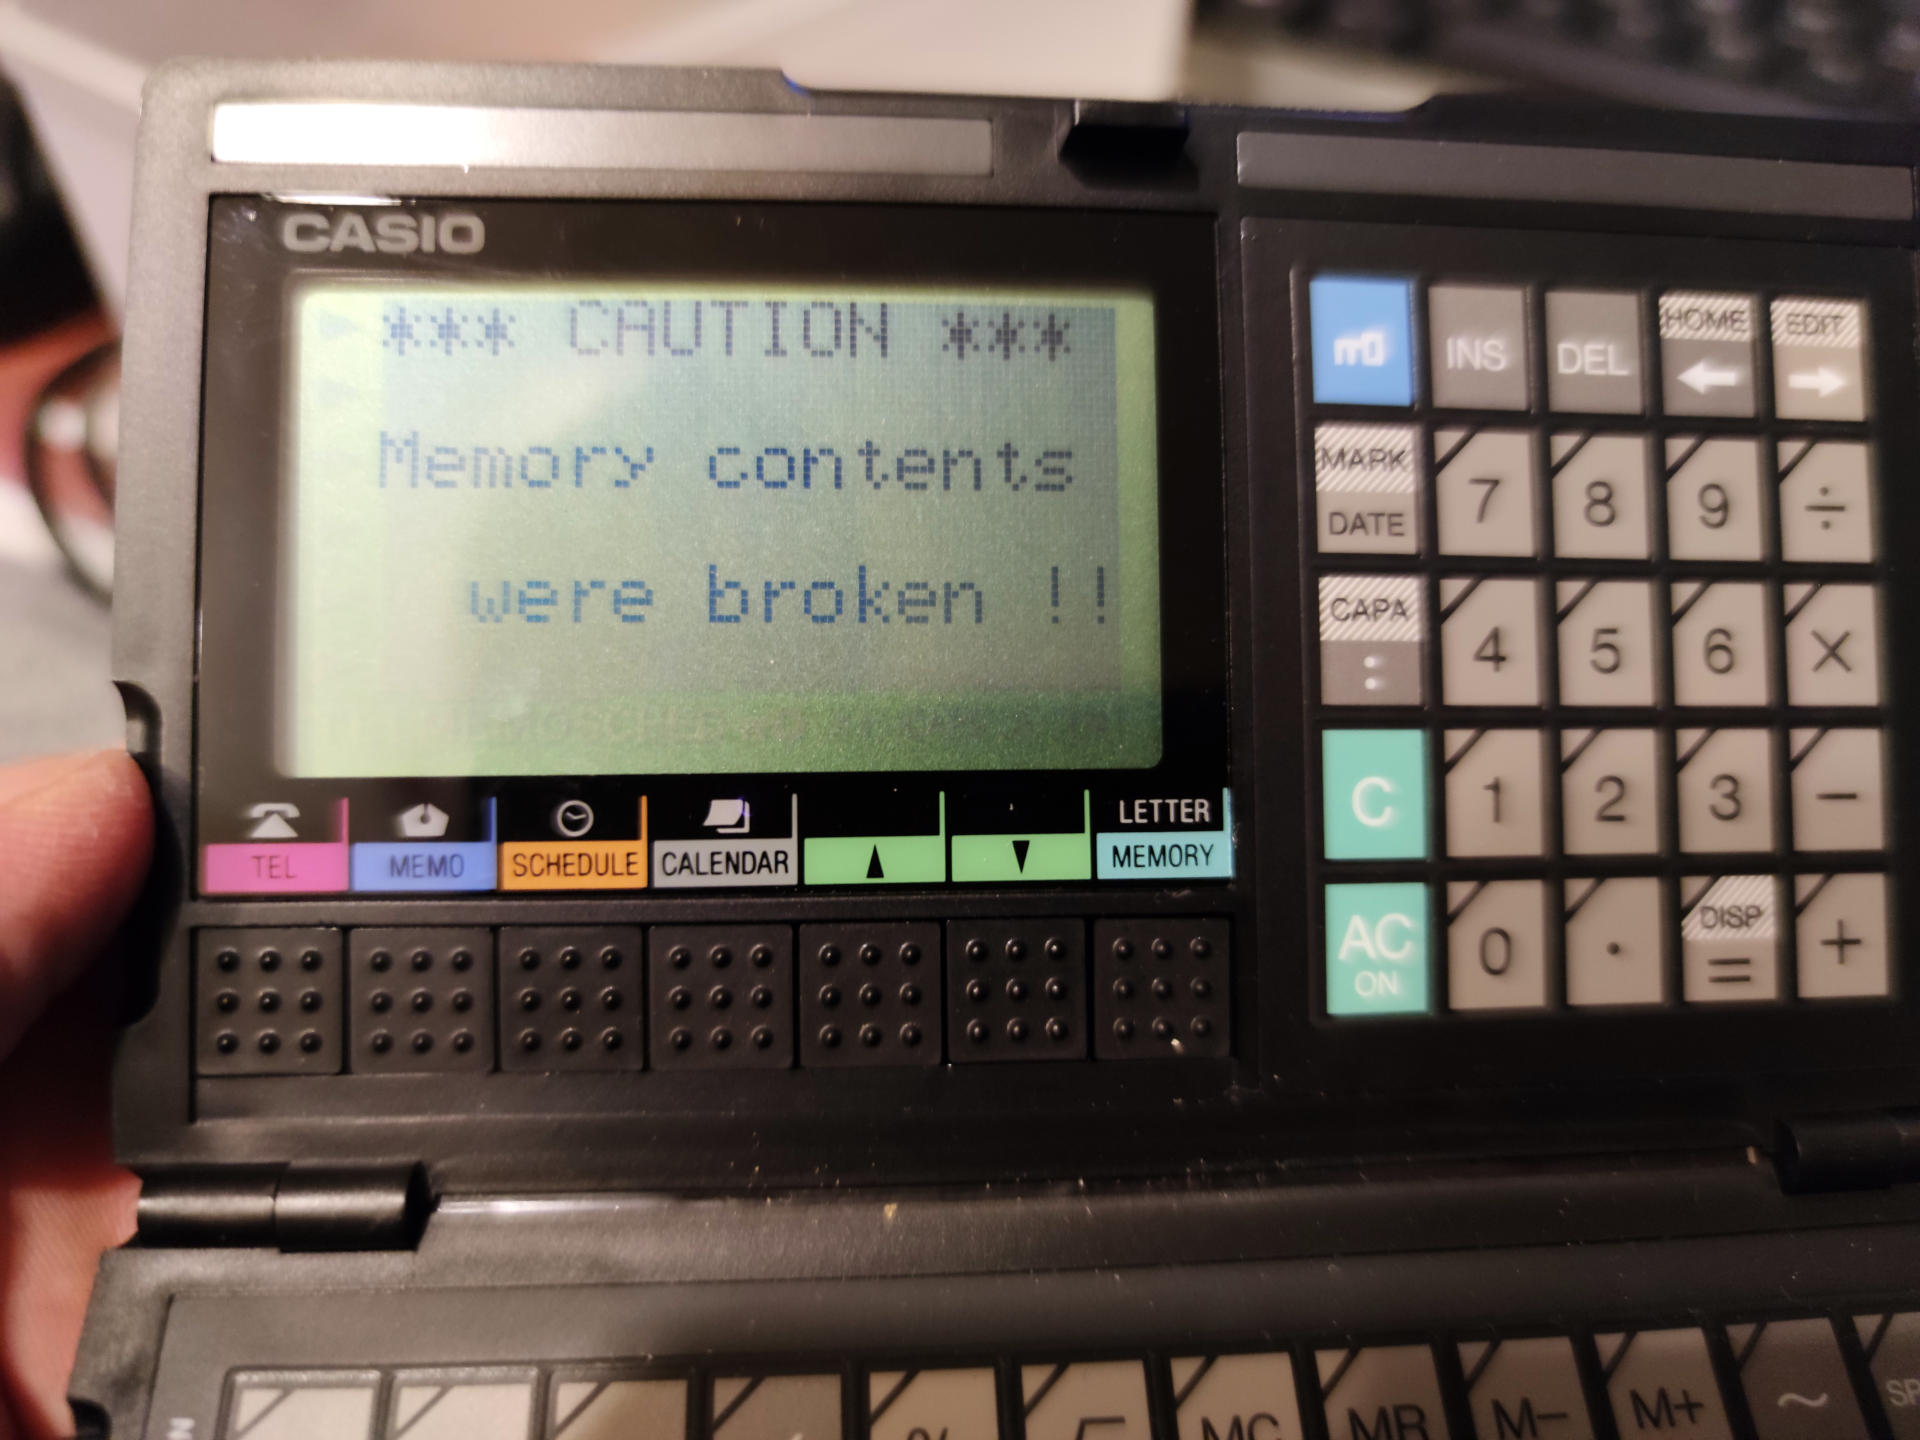 CASIO
*** CAUTION ***
Memory contents
were broken !!
TEL
MEMO
SCHEDULE
CALENDAR
▲
▼
LETTER
MEMORY
INS
DEL
HOME
←
EDIT
→
MARK
DATE
7
8
9
÷
CAPA
:
4
5
6
×
C
1
2
3
−
AC
ON
0
.
DISP
=
+
%
MC
MR
M−
M+
~
SP